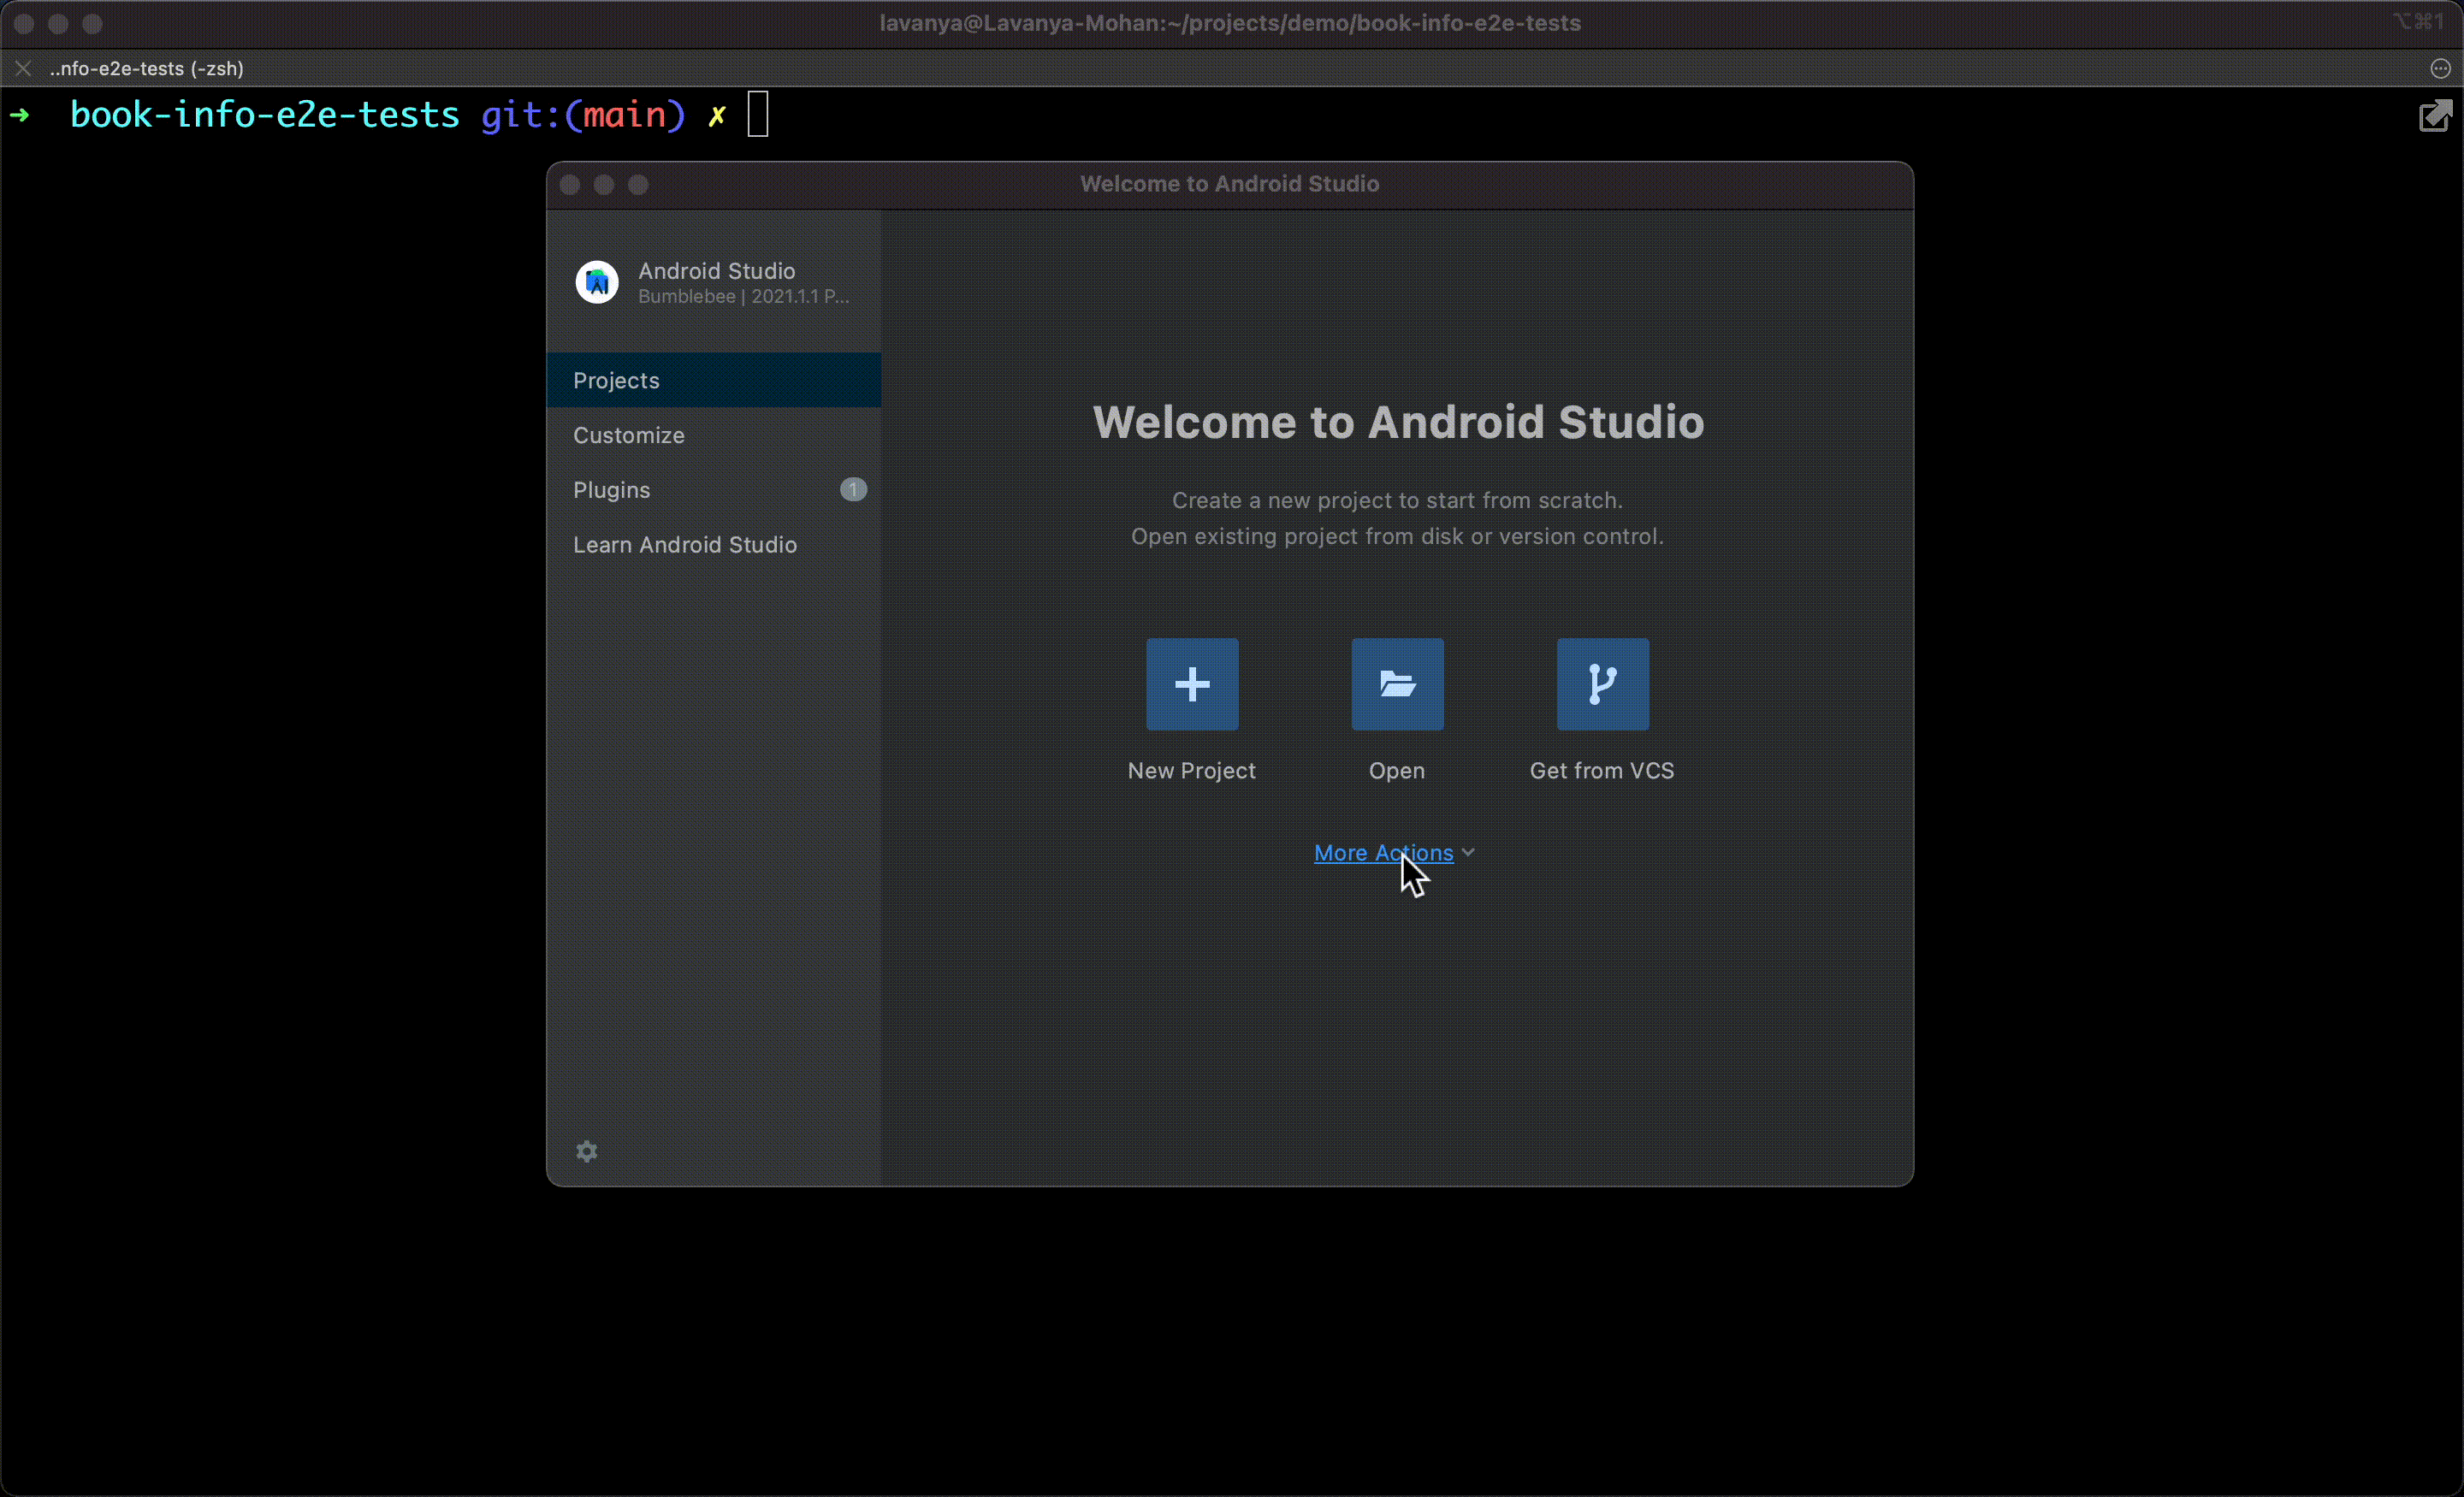 lavanya@Lavanya-Mohan:~/projects/demo/book-info-e2e-tests
⌥⌘1
..nfo-e2e-tests (-zsh)
➜ book-info-e2e-tests git:(main) ✗
Welcome to Android Studio
Android Studio
Bumblebee | 2021.1.1 P...
Projects
Customize
Plugins 1
Learn Android Studio
Welcome to Android Studio
Create a new project to start from scratch.
Open existing project from disk or version control.
New Project Open Get from VCS
More Actions